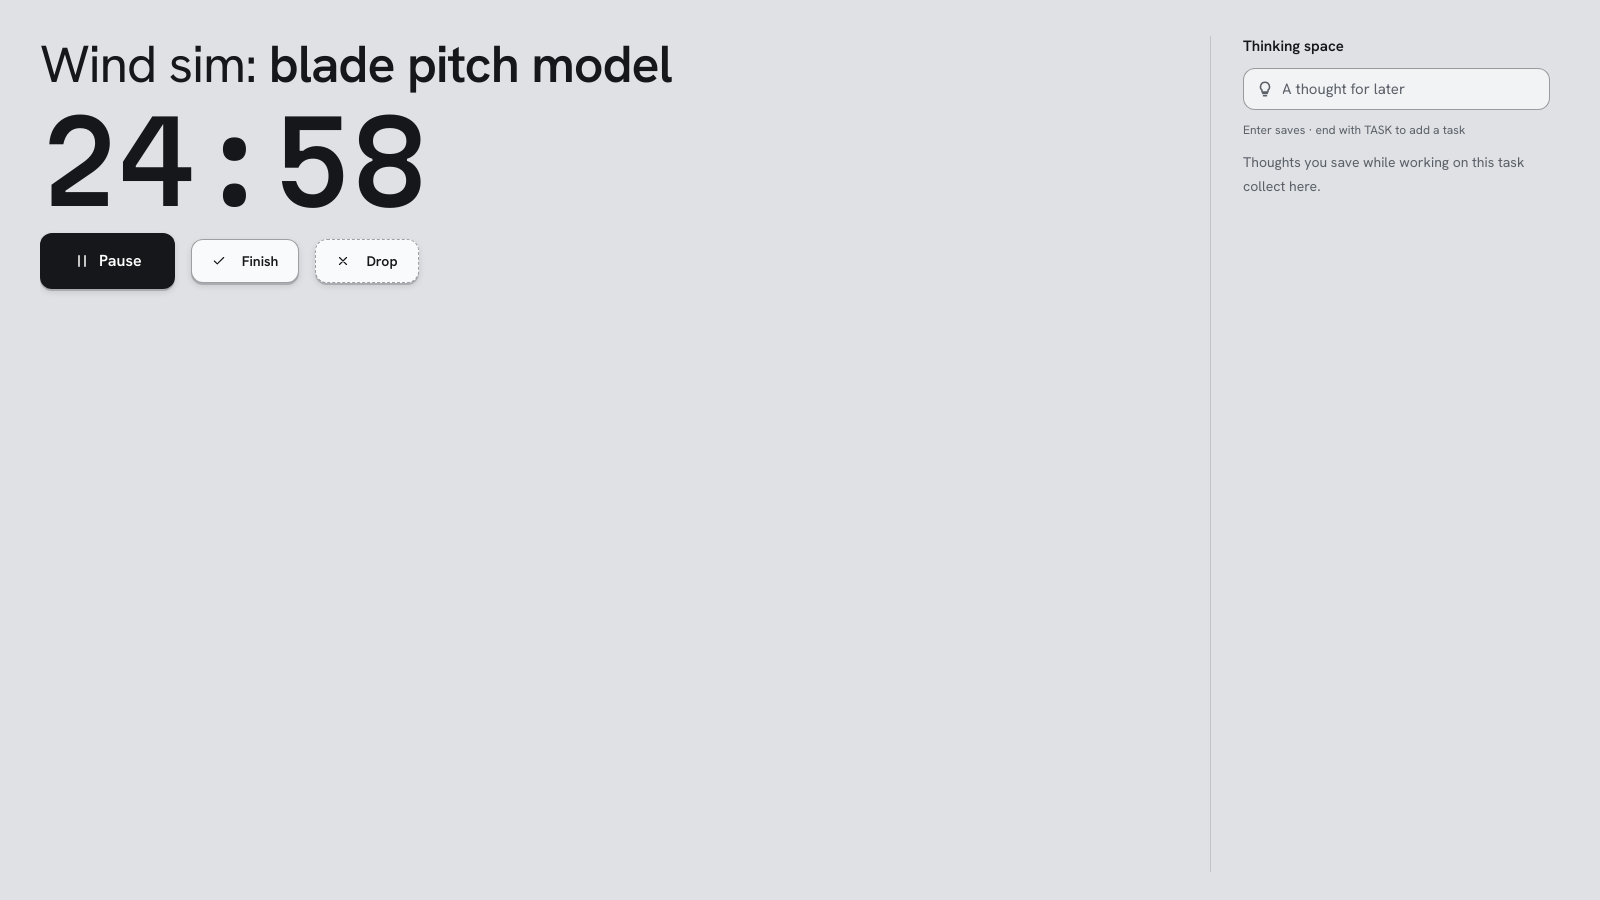 Wind sim: blade pitch model
24:58
Pause
Finish
Drop
Thinking space
A thought for later
Enter saves · end with TASK to add a task
Thoughts you save while working on this task
collect here.